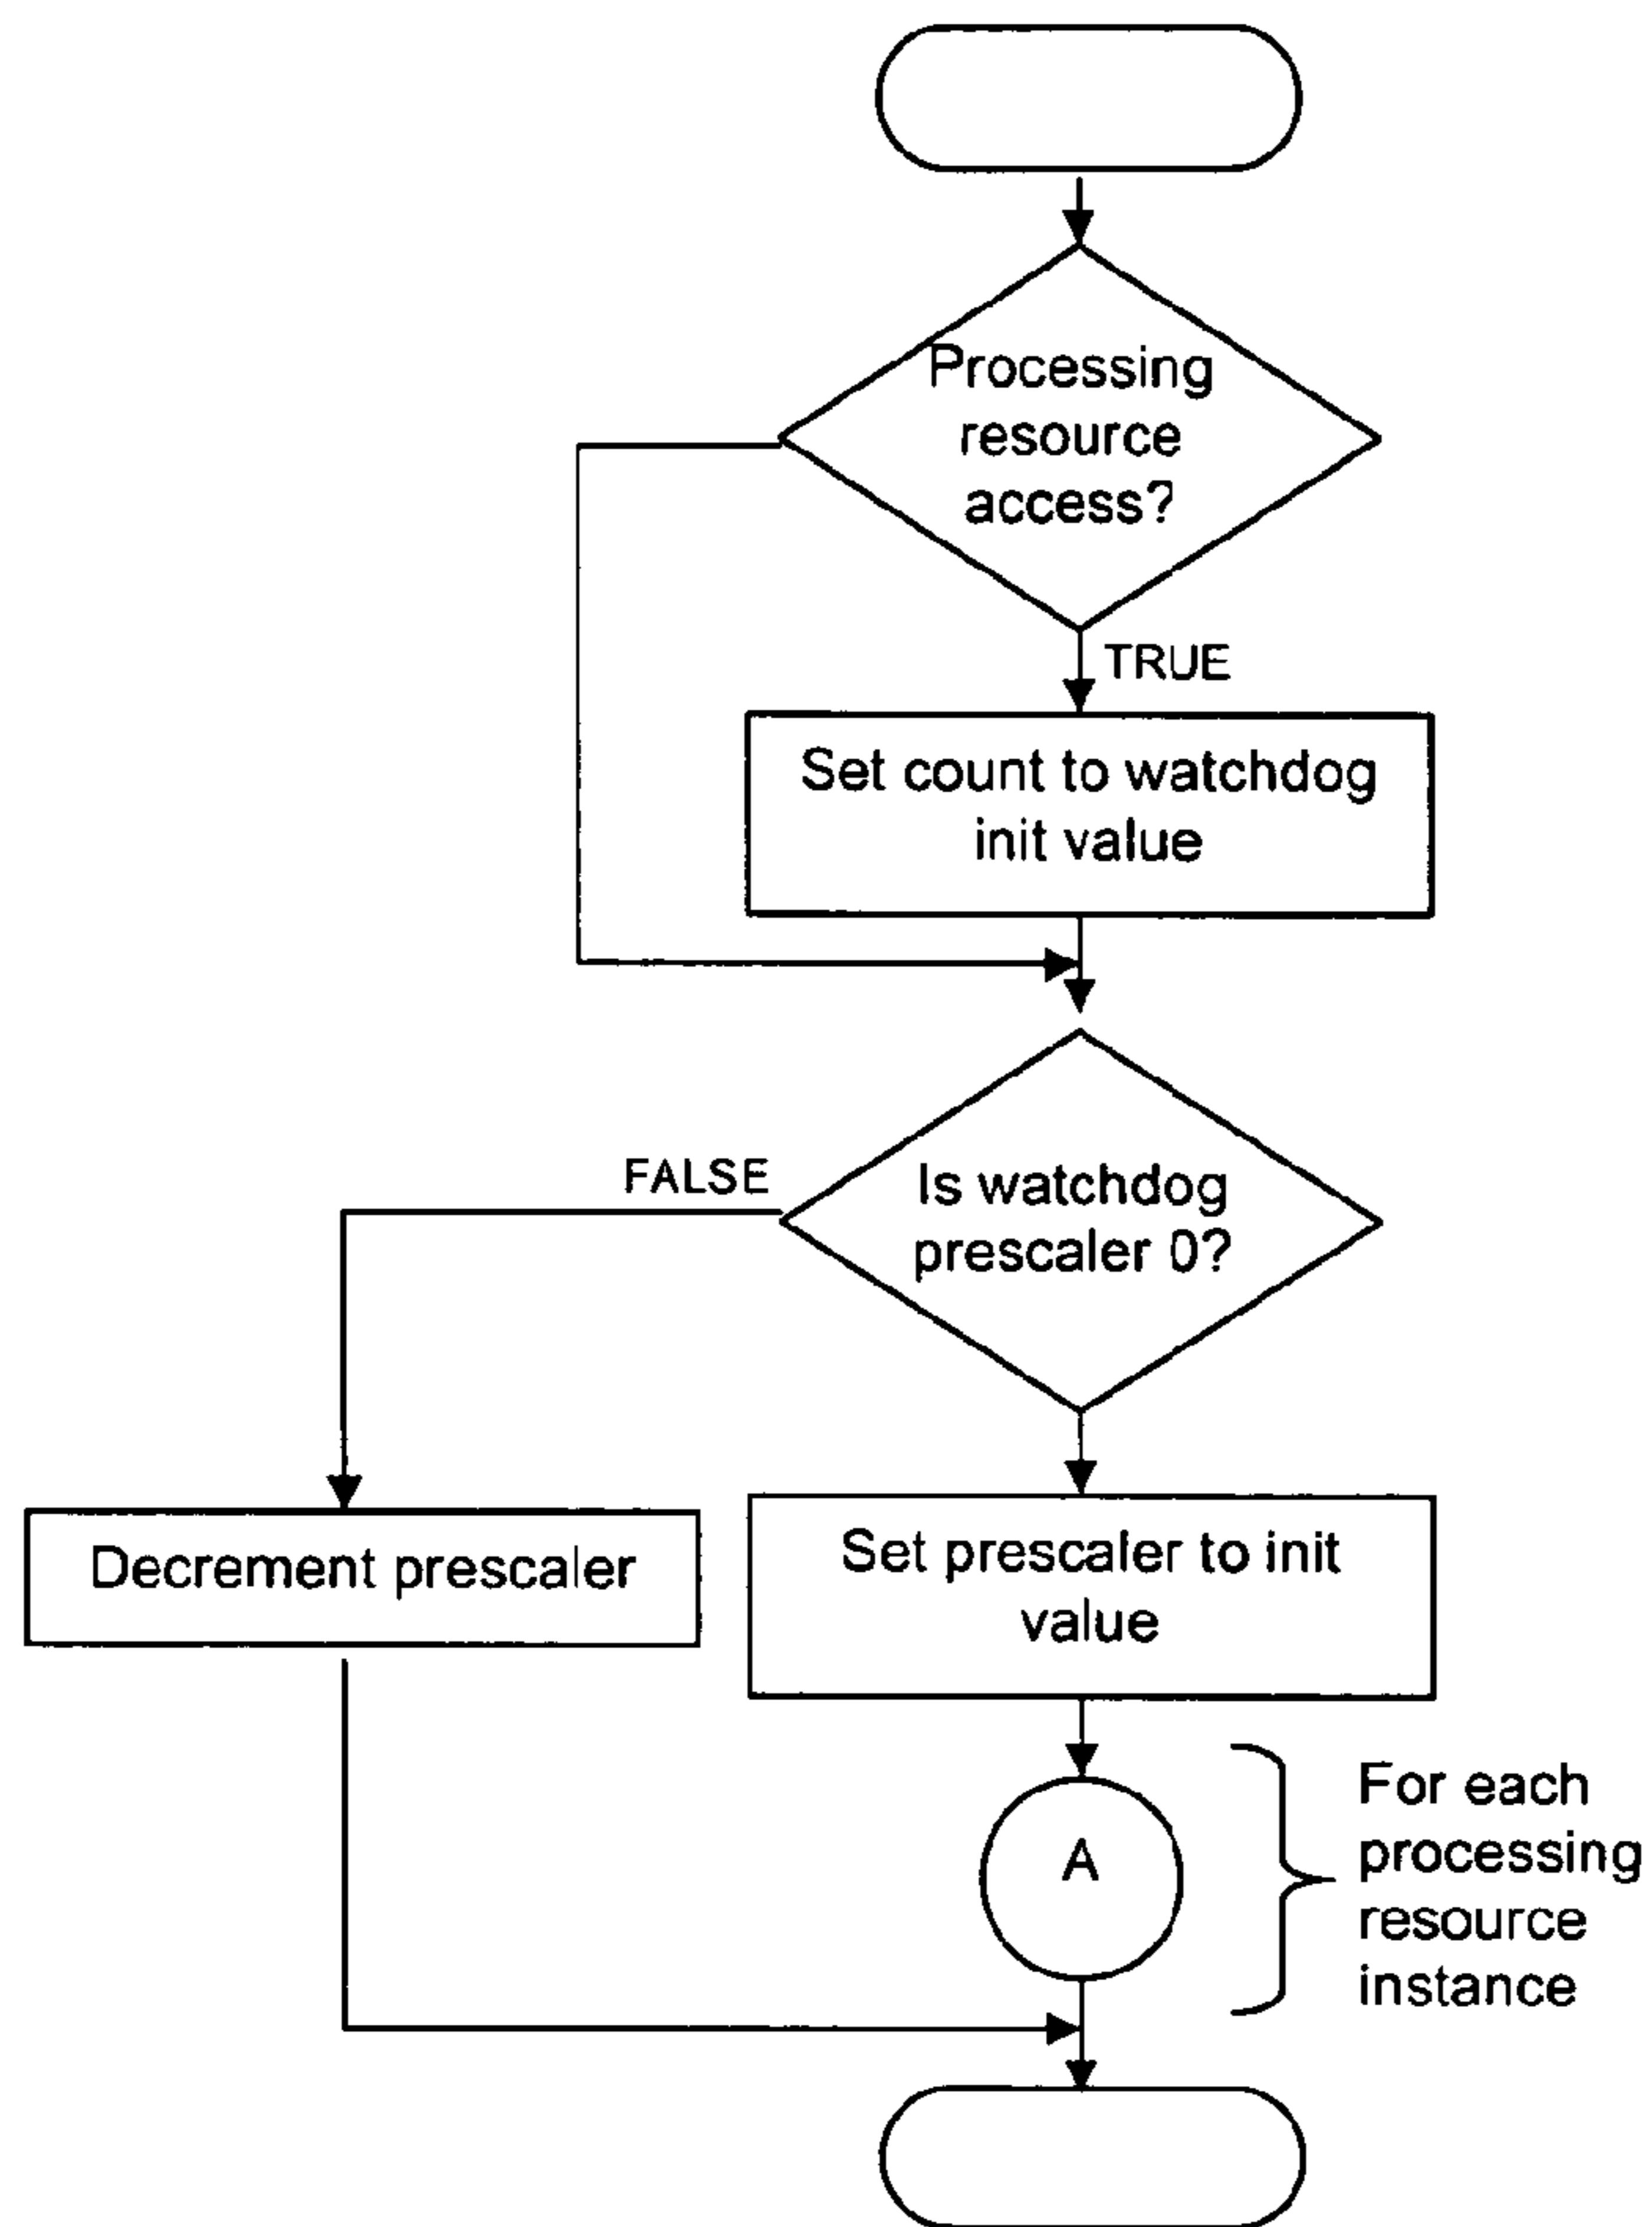 Processing
resource
access?
TRUE
Set count to watchdog
init value
FALSE
Is watchdog
prescaler 0?
Decrement prescaler
Set prescaler to init
value
A
For each
processing
resource
instance